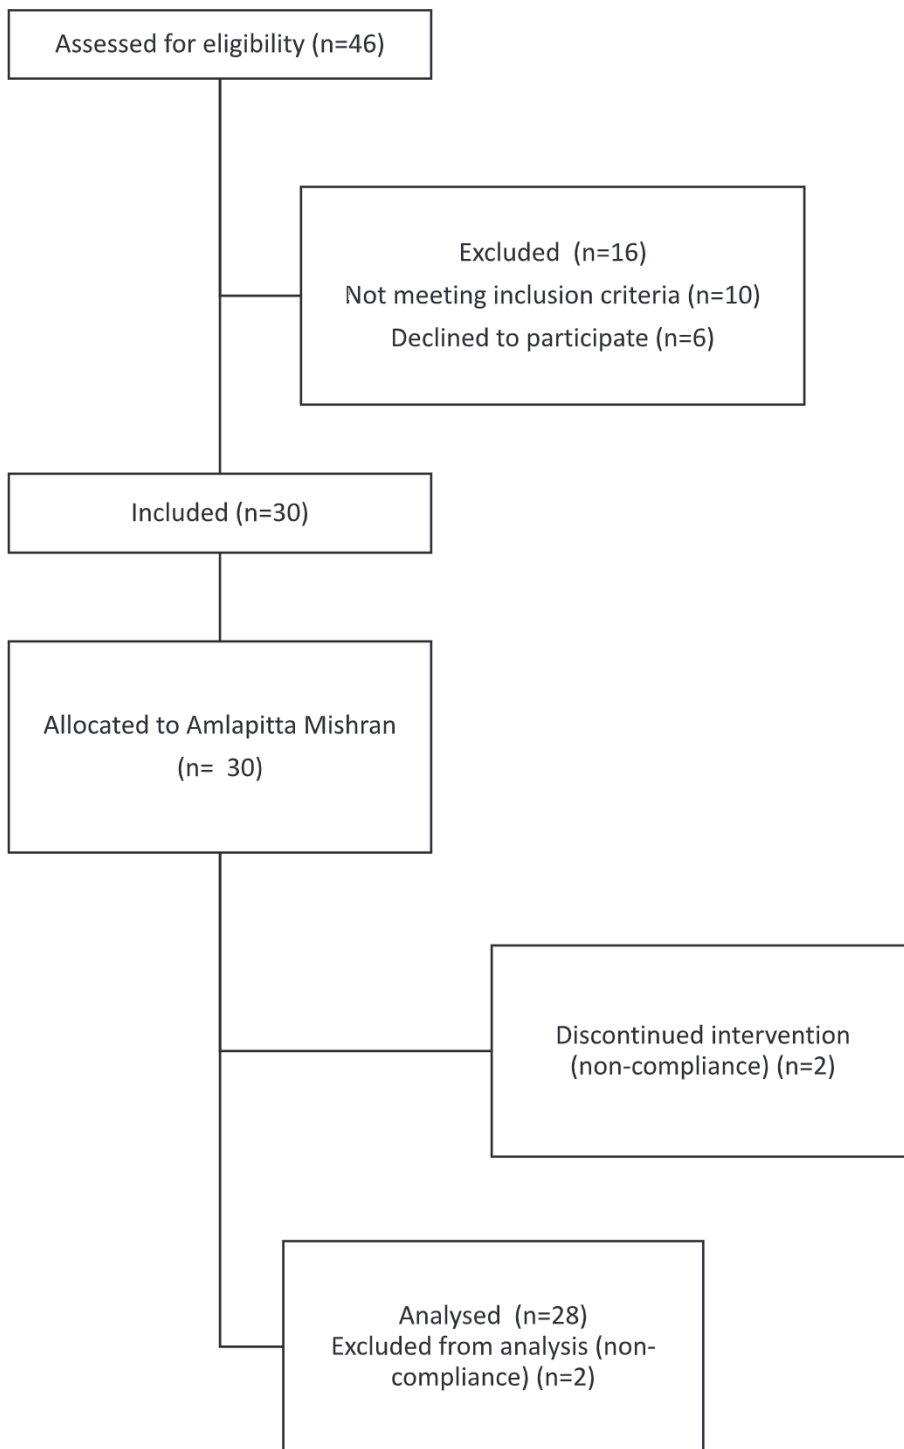 Assessed for eligibility (n=46)
Excluded  (n=16)
Not meeting inclusion criteria (n=10)
Declined to participate (n=6)
Included (n=30)
Allocated to Amlapitta Mishran
(n=  30)
Discontinued intervention
(non-compliance) (n=2)
Analysed  (n=28)
Excluded from analysis (non-
compliance) (n=2)